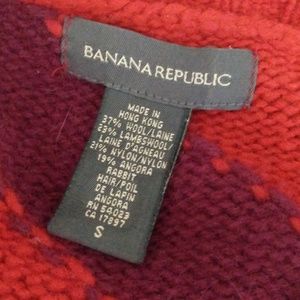 BANANA REPUBLIC
MADE IN
HONG KONG
37% WOOL/LAINE
23% LAMBSWOOL/
LAINE D'AGNEAU
21% NYLON/NYLON
19% ANGORA
RABBIT
HAIR/POIL
DE LAPIN
ANGORA
RN 54023
CA 17897
S